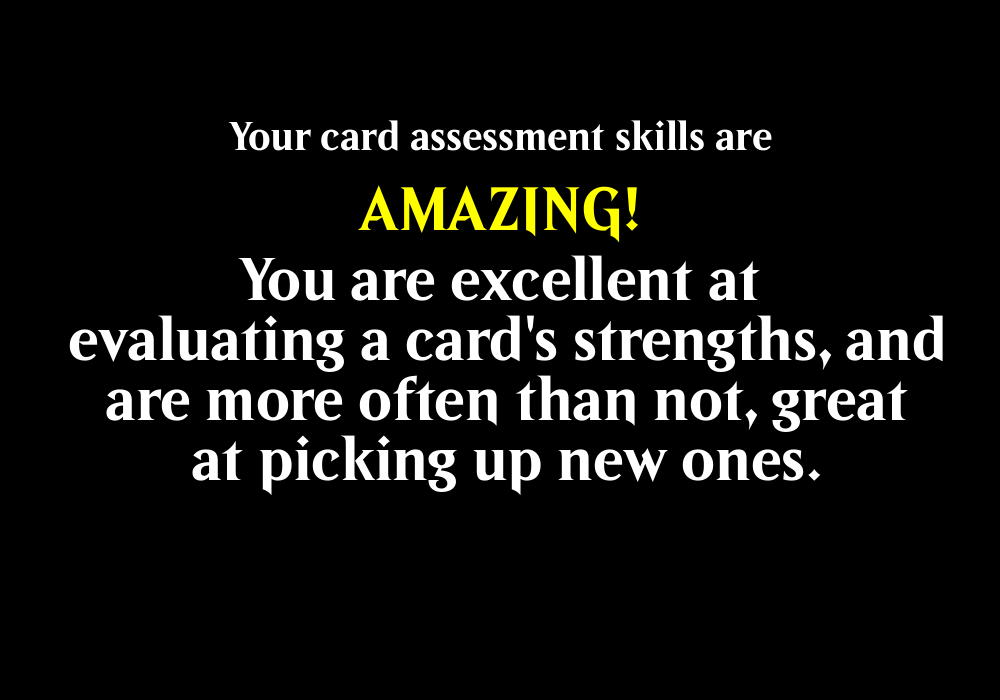 Your card assessment skills are
AMAZING!
You are excellent at
evaluating a card's strengths, and
are more often than not, great
at picking up new ones.